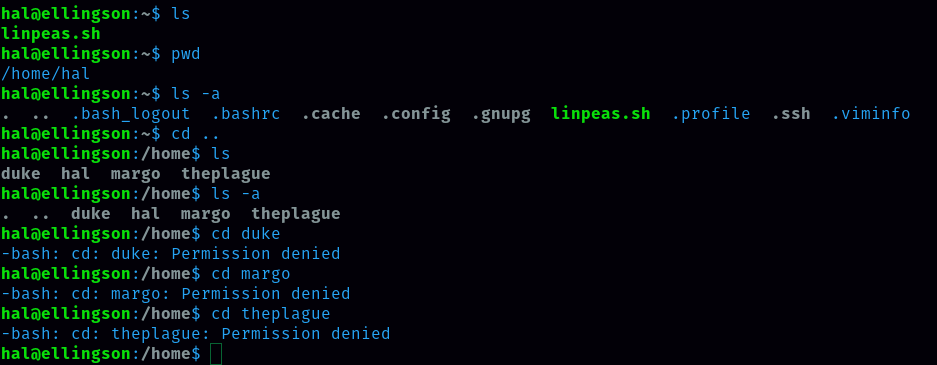 hal@ellingson:~$ ls
linpeas.sh
hal@ellingson:~$ pwd
/home/hal
hal@ellingson:~$ ls -a
.  ..  .bash_logout  .bashrc  .cache  .config  .gnupg  linpeas.sh  .profile  .ssh  .viminfo
hal@ellingson:~$ cd ..
hal@ellingson:/home$ ls
duke  hal  margo  theplague
hal@ellingson:/home$ ls -a
.  ..  duke  hal  margo  theplague
hal@ellingson:/home$ cd duke
-bash: cd: duke: Permission denied
hal@ellingson:/home$ cd margo
-bash: cd: margo: Permission denied
hal@ellingson:/home$ cd theplague
-bash: cd: theplague: Permission denied
hal@ellingson:/home$